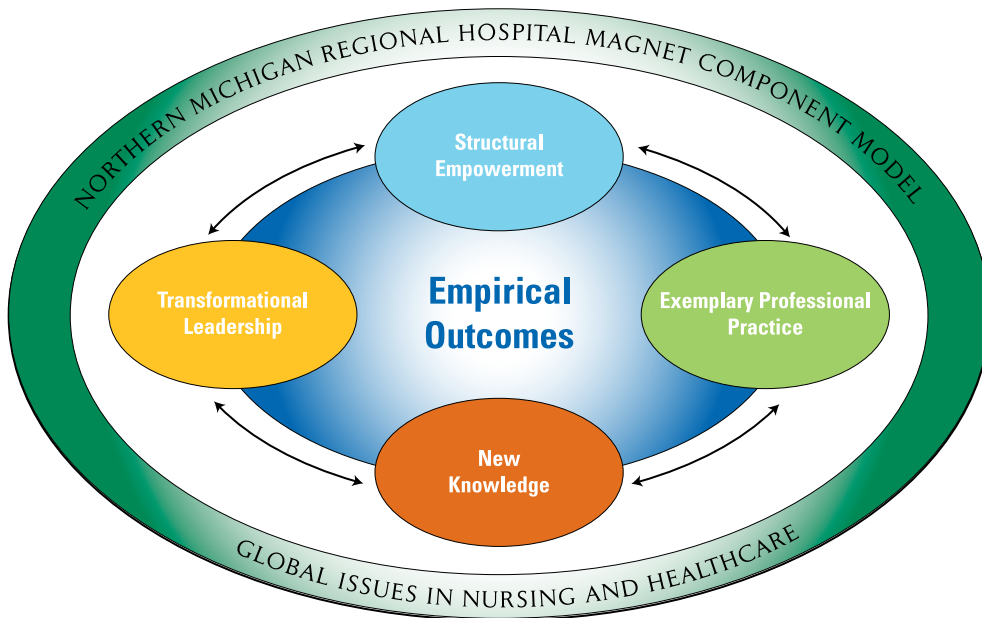 NORTHERN MICHIGAN REGIONAL HOSPITAL MAGNET COMPONENT MODEL
Structural
Empowerment
Transformational
Leadership
Empirical
Outcomes
Exemplary Professional
Practice
New
Knowledge
GLOBAL ISSUES IN NURSING AND HEALTHCARE